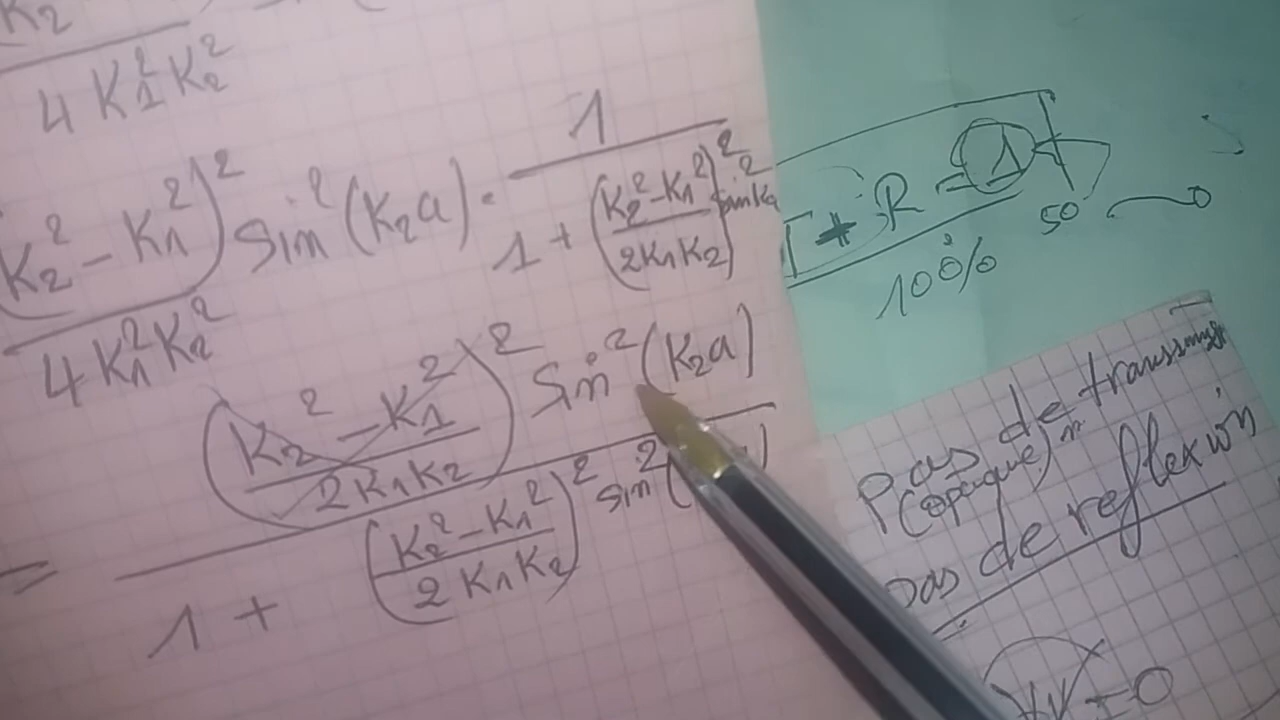 K₂
4 K₁² K₂²
(K₂² - K₁²)² sin²(K₂a) · 1
4 K₁² K₂²
1 + ((K₂² - K₁²) / 2K₁K₂)² sin² K₂
= ((K₂² - K₁²) / 2K₁K₂)² sin²(K₂a)
1 + ((K₂² - K₁²) / 2K₁K₂)² sin²(
T + R = 1
50
100%
Pas de
(opaque)
pas de reflexion
= 0